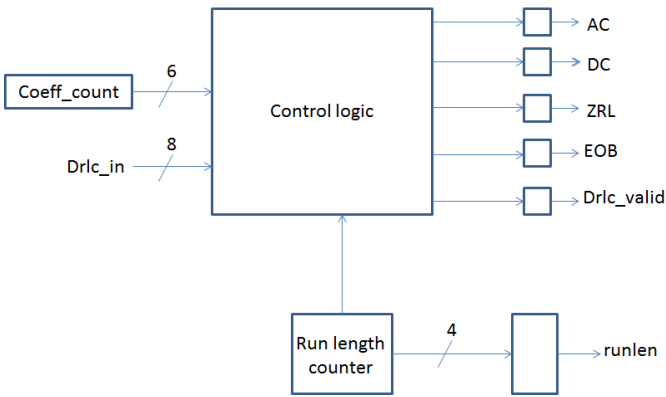 AC
DC
ZRL
EOB
Drlc_valid
Coeff_count
6
Control logic
Drlc_in
8
Run length
counter
4
runlen